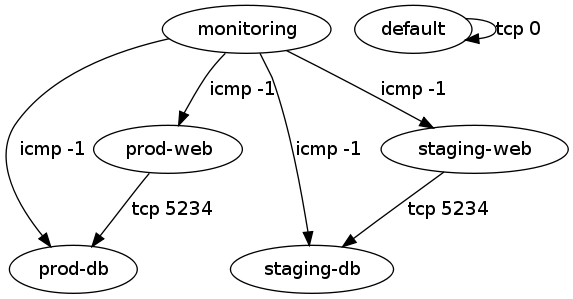 monitoring
default
tcp 0
icmp -1
icmp -1
icmp -1
icmp -1
prod-web
staging-web
tcp 5234
tcp 5234
prod-db
staging-db